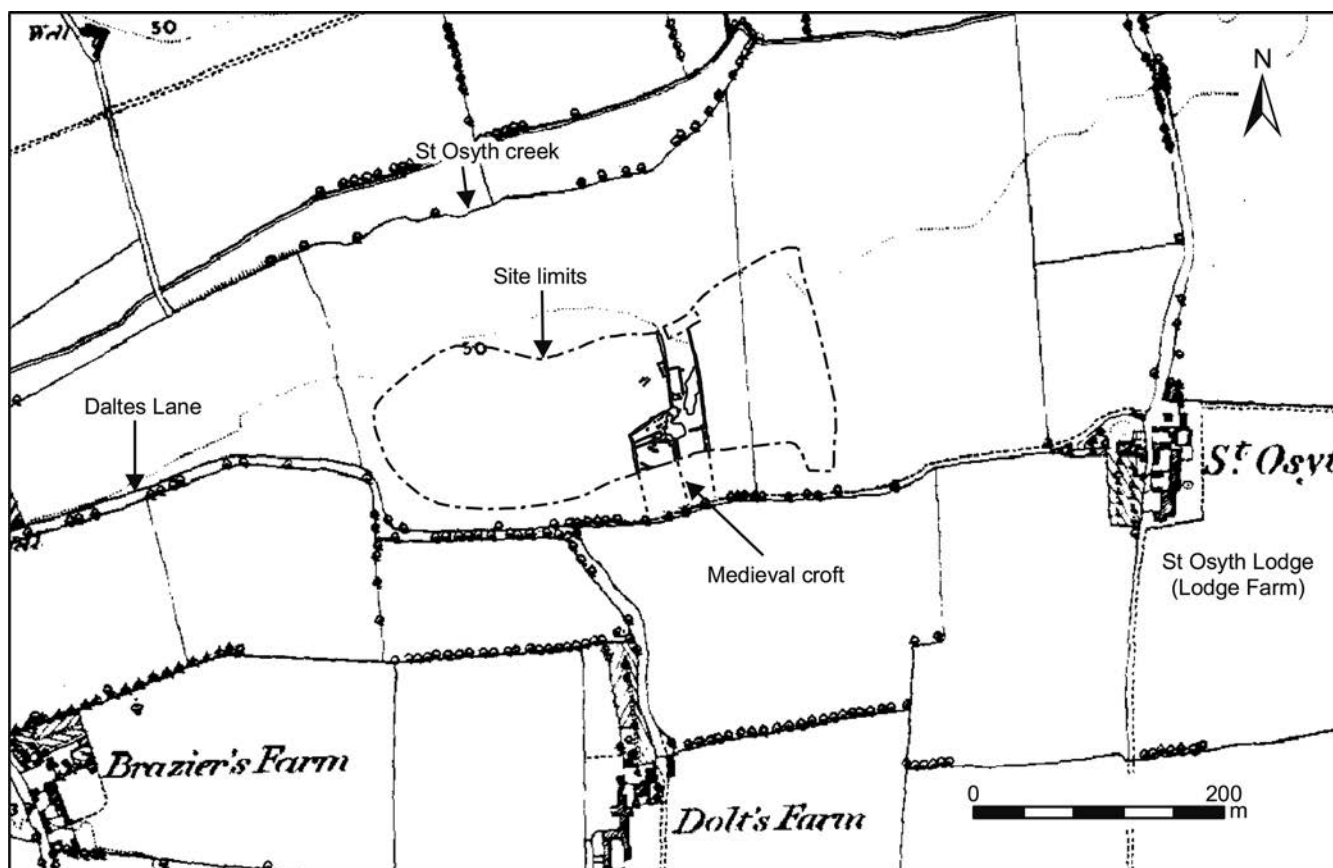 Well
50
N
St Osyth creek
Site limits
50
Daltes Lane
St. Osyt
Medieval croft
St Osyth Lodge
(Lodge Farm)
Brazier's Farm
Dolt's Farm
0
200
m